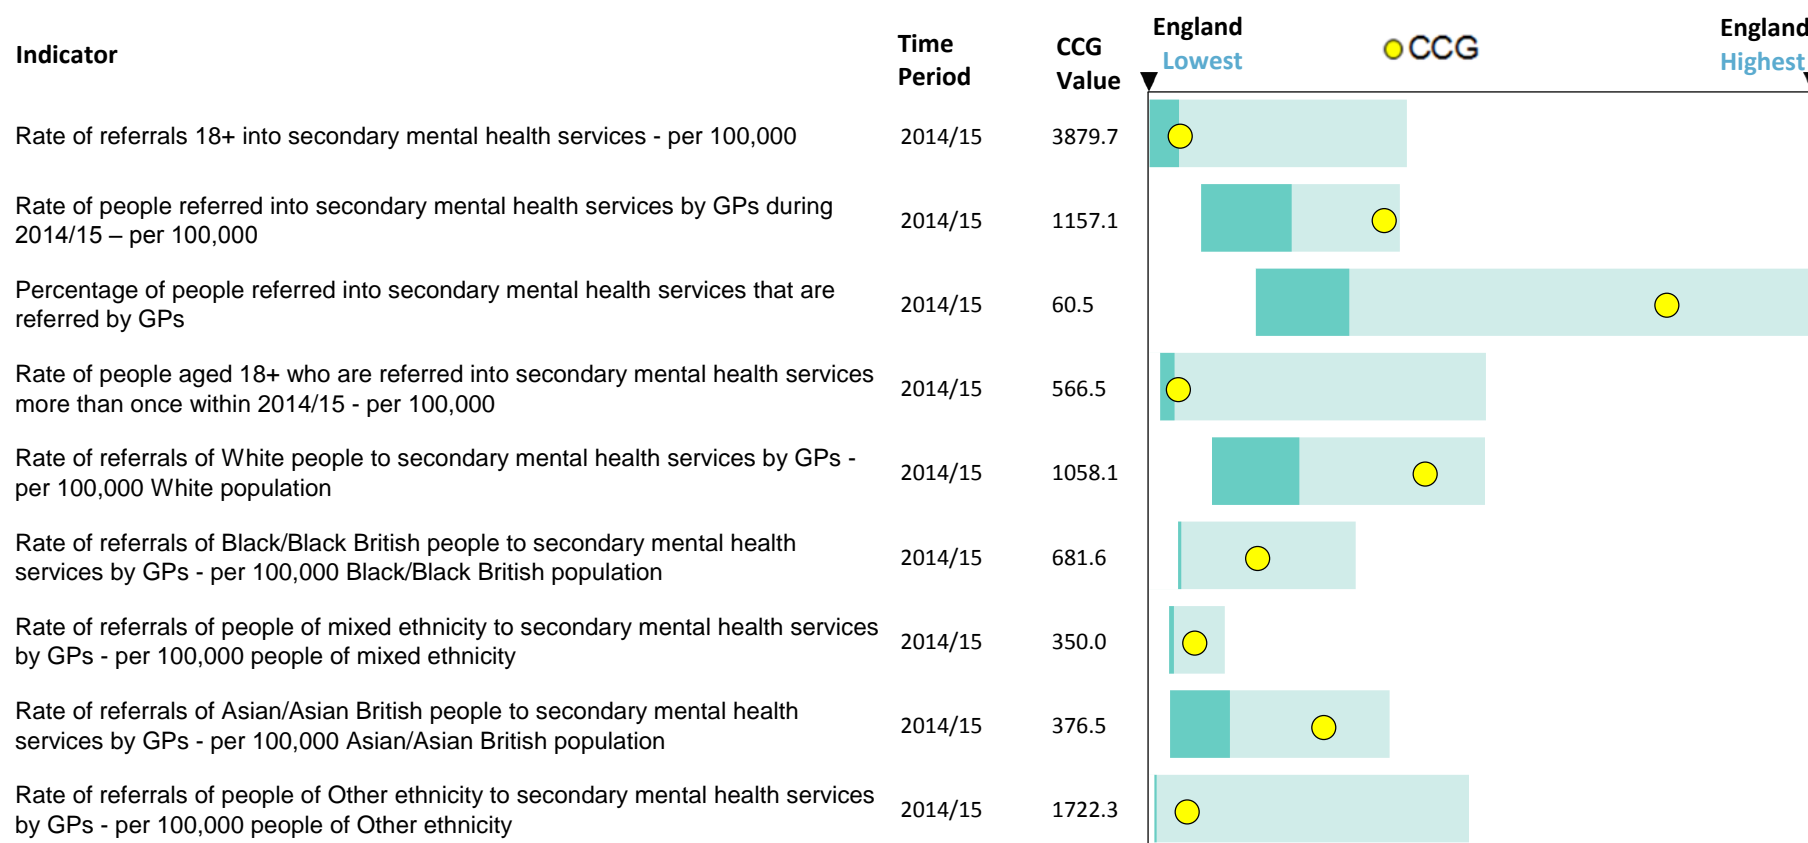 Indicator
Time
Period
CCG
Value
England
Lowest
CCG
England
Highest
Rate of referrals 18+ into secondary mental health services - per 100,000
2014/15
3879.7
Rate of people referred into secondary mental health services by GPs during
2014/15 – per 100,000
2014/15
1157.1
Percentage of people referred into secondary mental health services that are
referred by GPs
2014/15
60.5
Rate of people aged 18+ who are referred into secondary mental health services
more than once within 2014/15 - per 100,000
2014/15
566.5
Rate of referrals of White people to secondary mental health services by GPs -
per 100,000 White population
2014/15
1058.1
Rate of referrals of Black/Black British people to secondary mental health
services by GPs - per 100,000 Black/Black British population
2014/15
681.6
Rate of referrals of people of mixed ethnicity to secondary mental health services
by GPs - per 100,000 people of mixed ethnicity
2014/15
350.0
Rate of referrals of Asian/Asian British people to secondary mental health
services by GPs - per 100,000 Asian/Asian British population
2014/15
376.5
Rate of referrals of people of Other ethnicity to secondary mental health services
by GPs - per 100,000 people of Other ethnicity
2014/15
1722.3